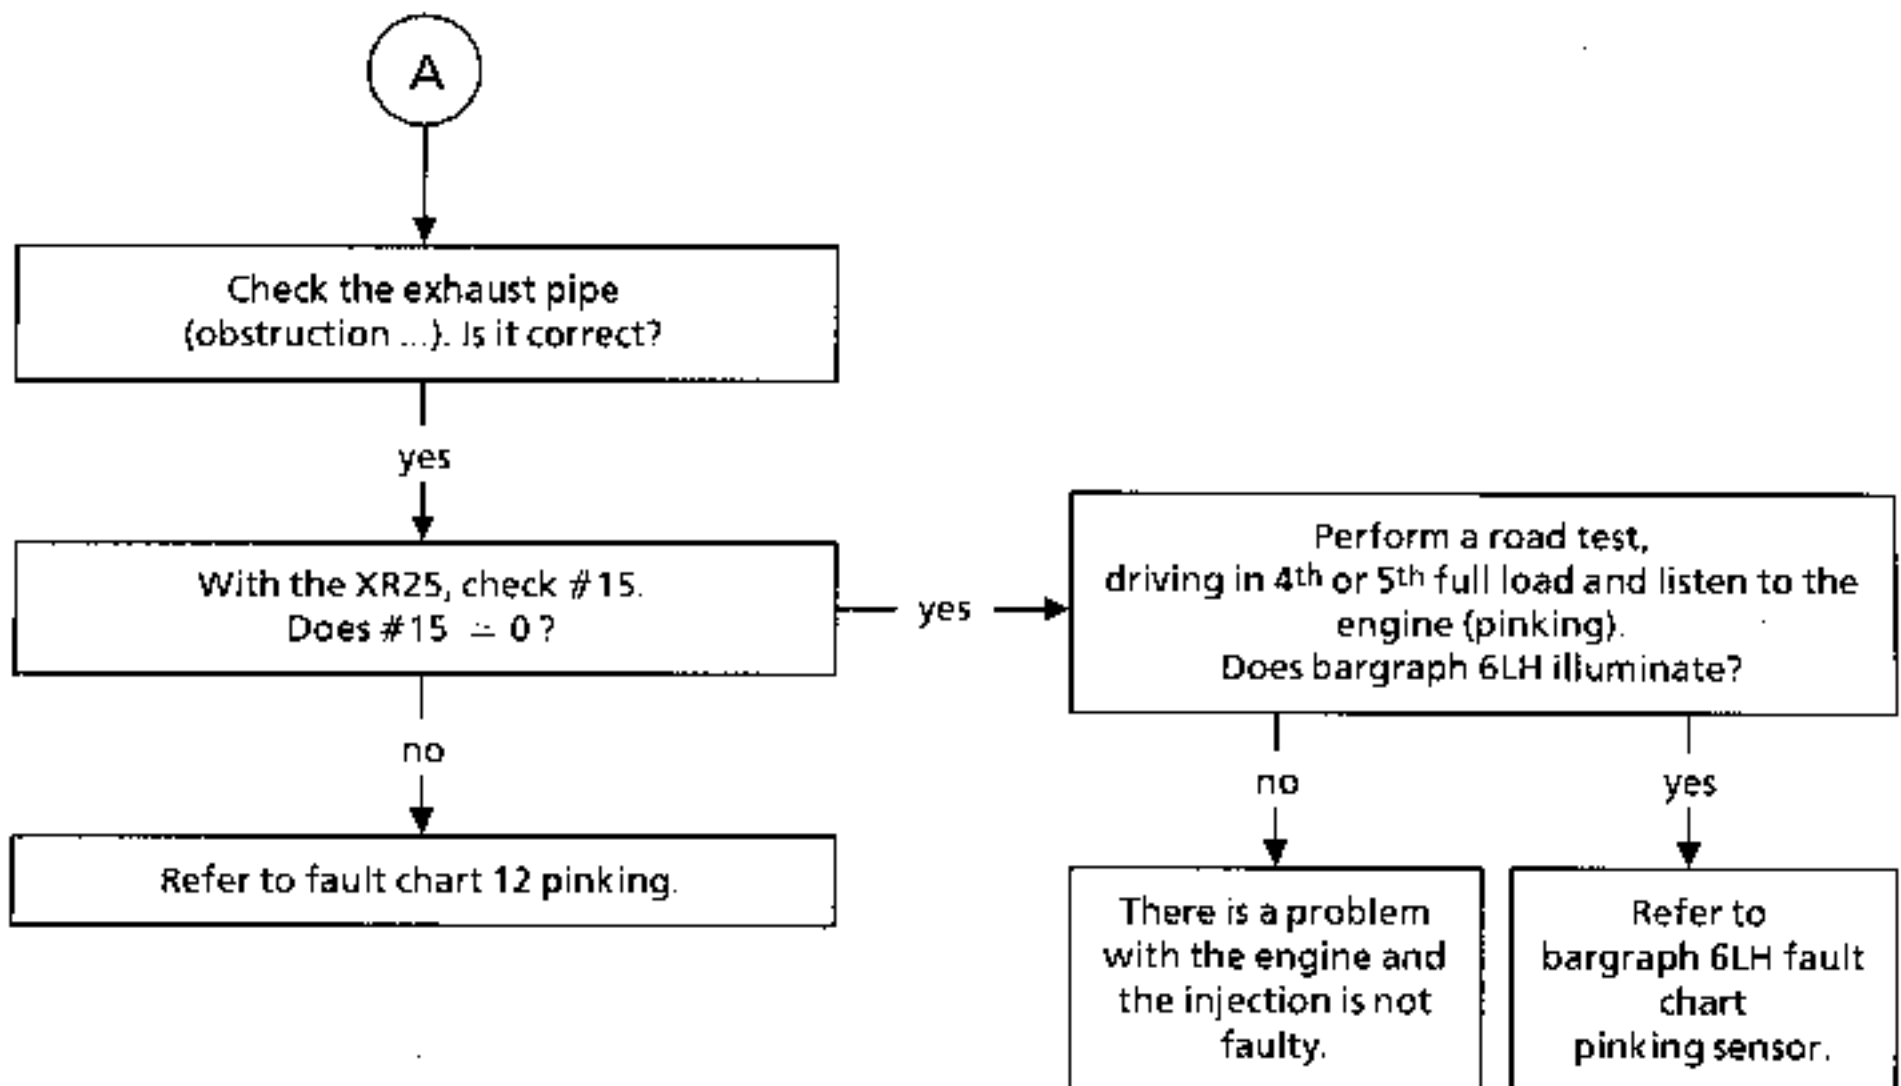 A
Check the exhaust pipe
(obstruction ...). Is it correct?
yes
With the XR25, check #15.
Does #15 = 0 ?
yes
Perform a road test,
driving in 4th or 5th full load and listen to the
engine (pinking).
Does bargraph 6LH illuminate?
no
no
yes
Refer to fault chart 12 pinking.
There is a problem
with the engine and
the injection is not
faulty.
Refer to
bargraph 6LH fault
chart
pinking sensor.